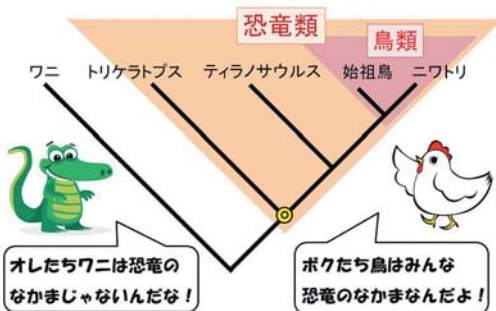 恐竜類
鳥類
ワニ
トリケラトプス
ティラノサウルス
始祖鳥
ニワトリ
オレたちワニは恐竜の
なかまじゃないんだな！
ボクたち鳥はみんな
恐竜のなかまなんだよ！